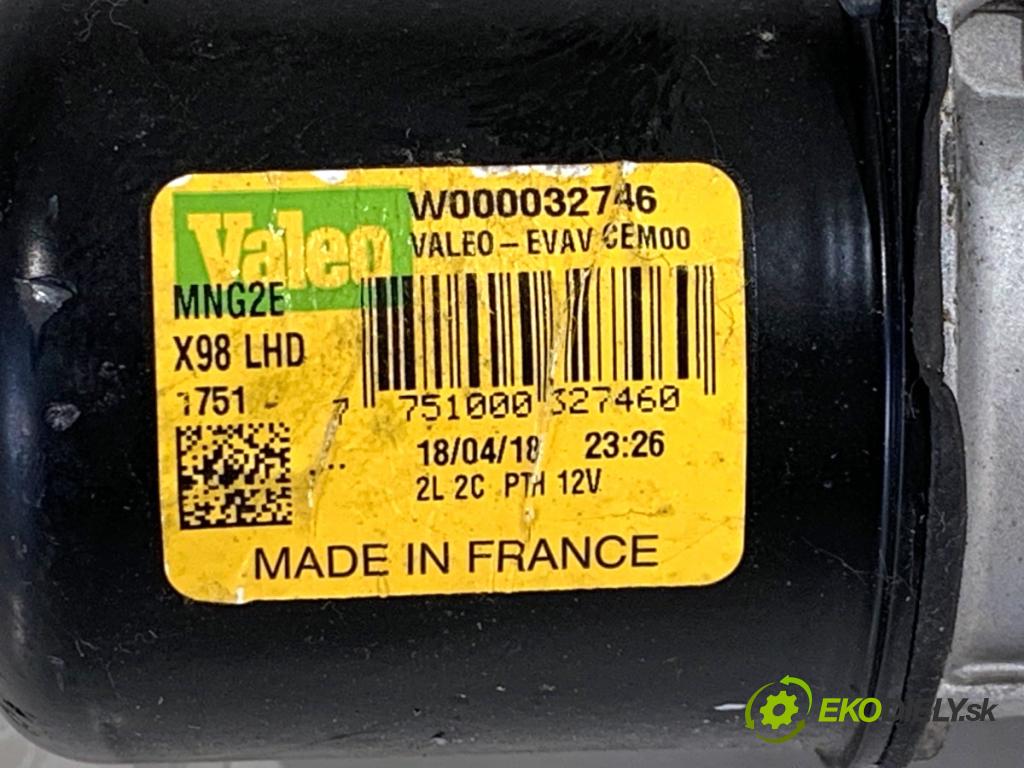 Valeo
W000032746
VALEO - EVAV CEM00
MNG2E
X98 LHD
1751 -
7 751000 327460
18/04/18 23:26
2L 2C PTH 12V
MADE IN FRANCE
EKODIELY.sk